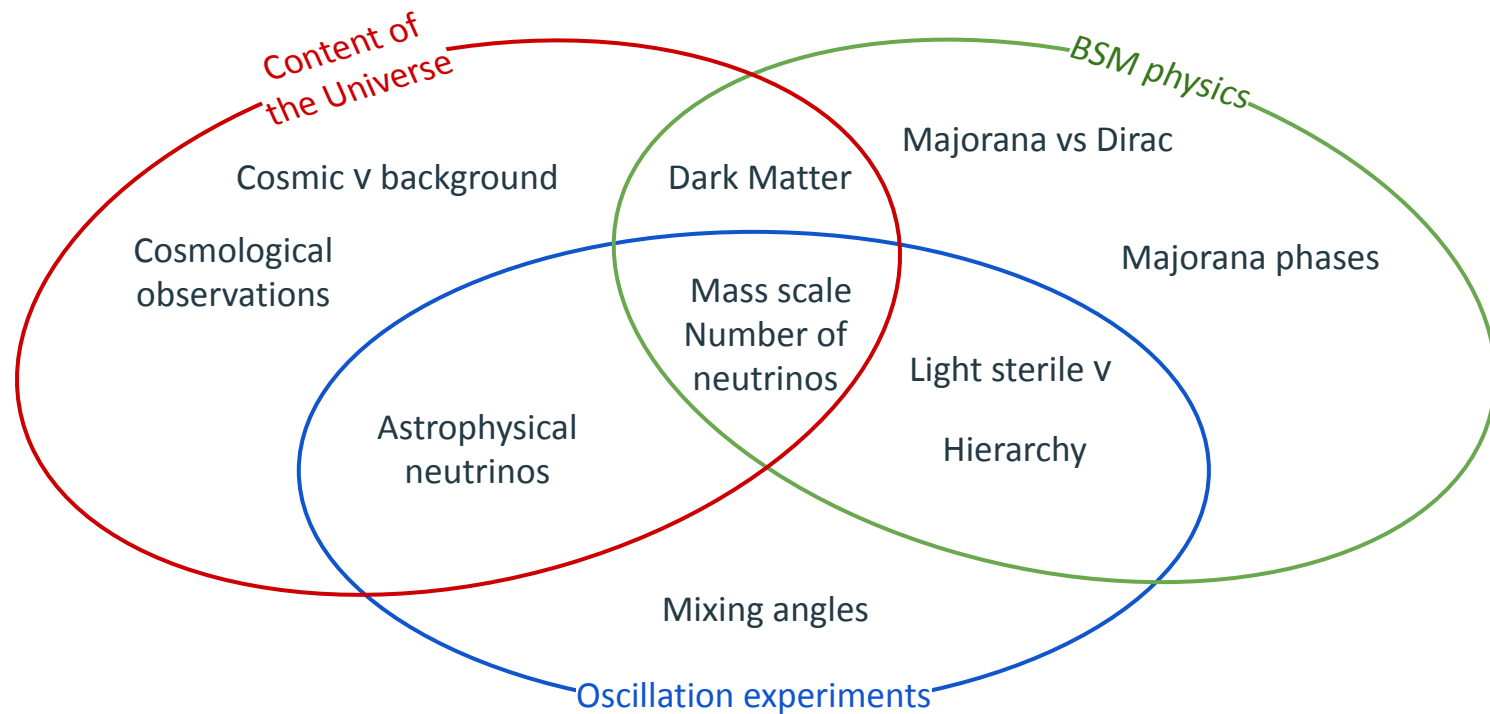 Content of
the Universe
BSM physics
Majorana vs Dirac
Cosmic ν background
Dark Matter
Cosmological
observations
Majorana phases
Mass scale
Number of
neutrinos
Light sterile ν
Astrophysical
neutrinos
Hierarchy
Mixing angles
Oscillation experiments